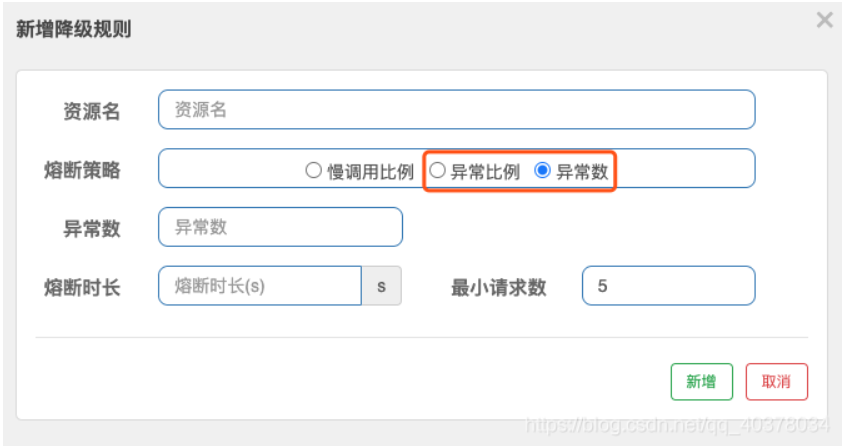 新增降级规则 ×
资源名 资源名
熔断策略 慢调用比例 异常比例 异常数
异常数 异常数
熔断时长 熔断时长(s) s 最小请求数 5
新增 取消
https://blog.csdn.net/qq_40378034